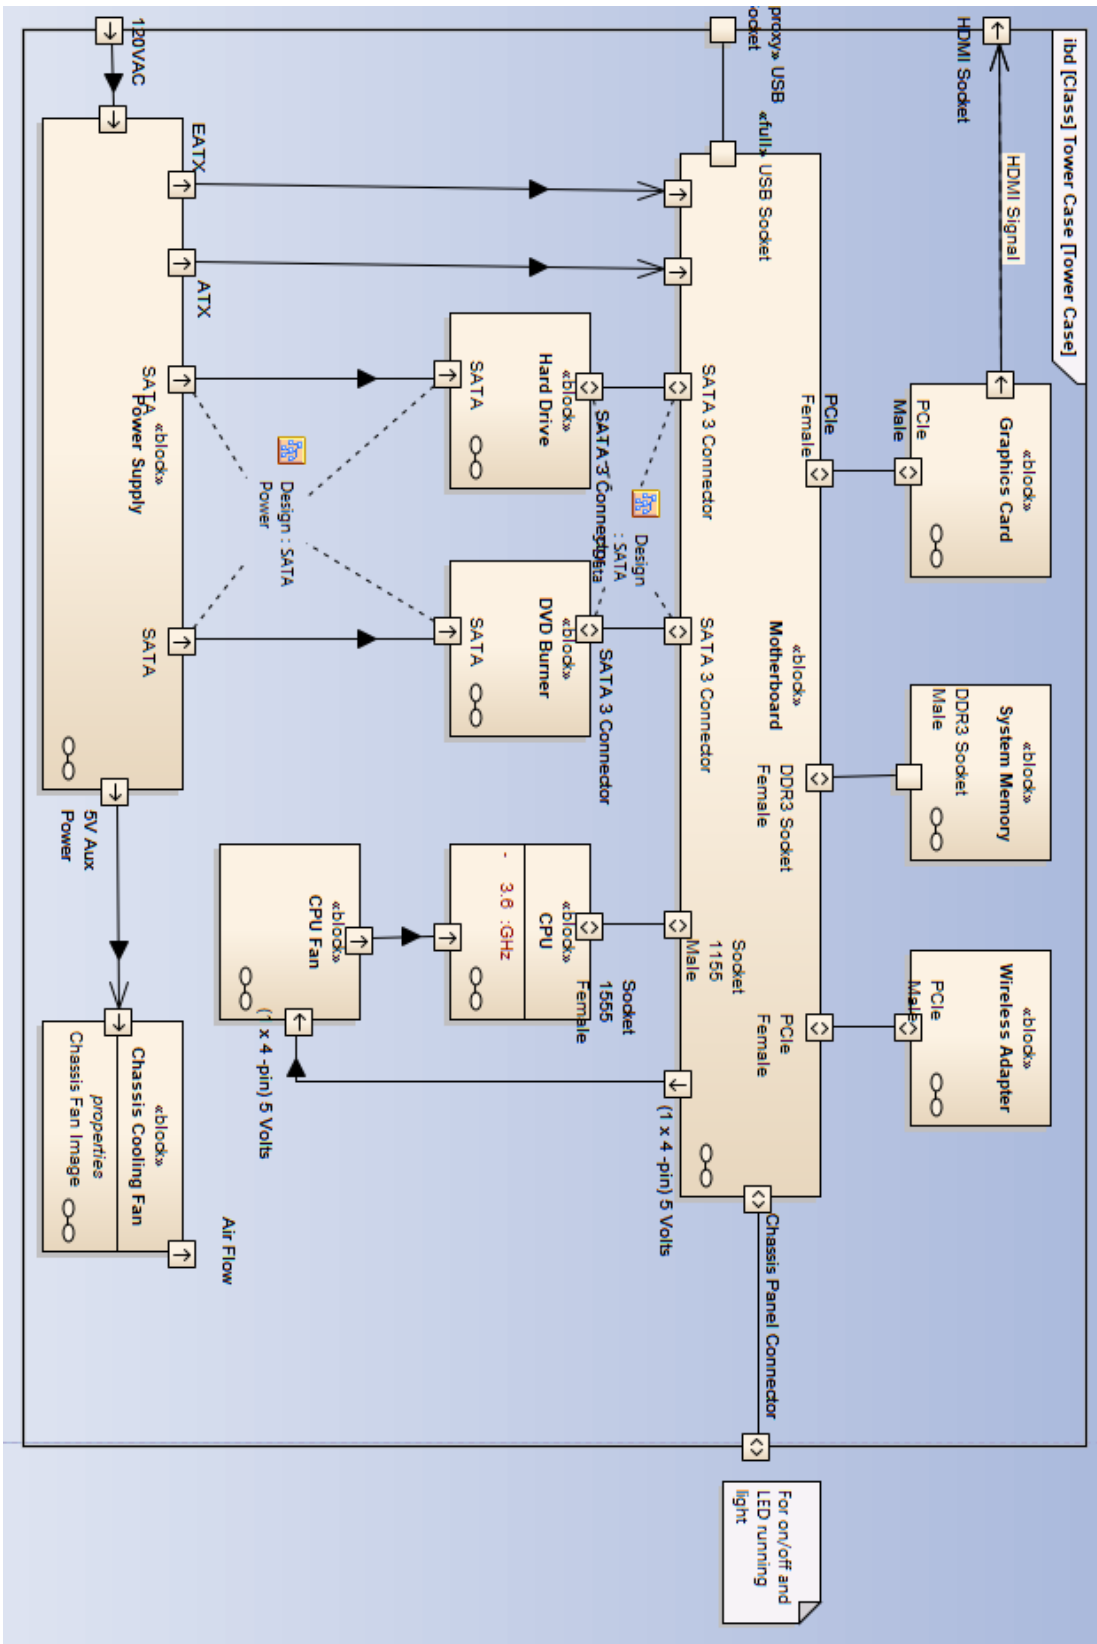 ibd [Class] Tower Case [Tower Case]
HDMI Socket
HDMI Signal
«block»
Graphics Card
PCIe
Male
«block»
System Memory
DDR3 Socket
Male
«block»
Wireless Adapter
PCIe
Male
PCIe
Female
DDR3 Socket
Female
PCIe
Female
proxy» USB
ocket
«full» USB Socket
«block»
Motherboard
Chassis Panel Connector
For on/off and
LED running
light
SATA 3 Connector
SATA 3 Connector
Socket
1155
Male
(1 x 4 -pin) 5 Volts
Design
: SATA
SATA 3 Connector
SATA 3 Connector
Socket
1555
Female
«block»
Hard Drive
SATA
«block»
DVD Burner
SATA
«block»
CPU
- 3.6 :GHz
«block»
CPU Fan
(1 x 4 -pin) 5 Volts
Design : SATA
Power
120VAC
EATX
ATX
SATA
SATA
«block»
Power Supply
5V Aux
Power
«block»
Chassis Cooling Fan
properties
Chassis Fan Image
Air Flow